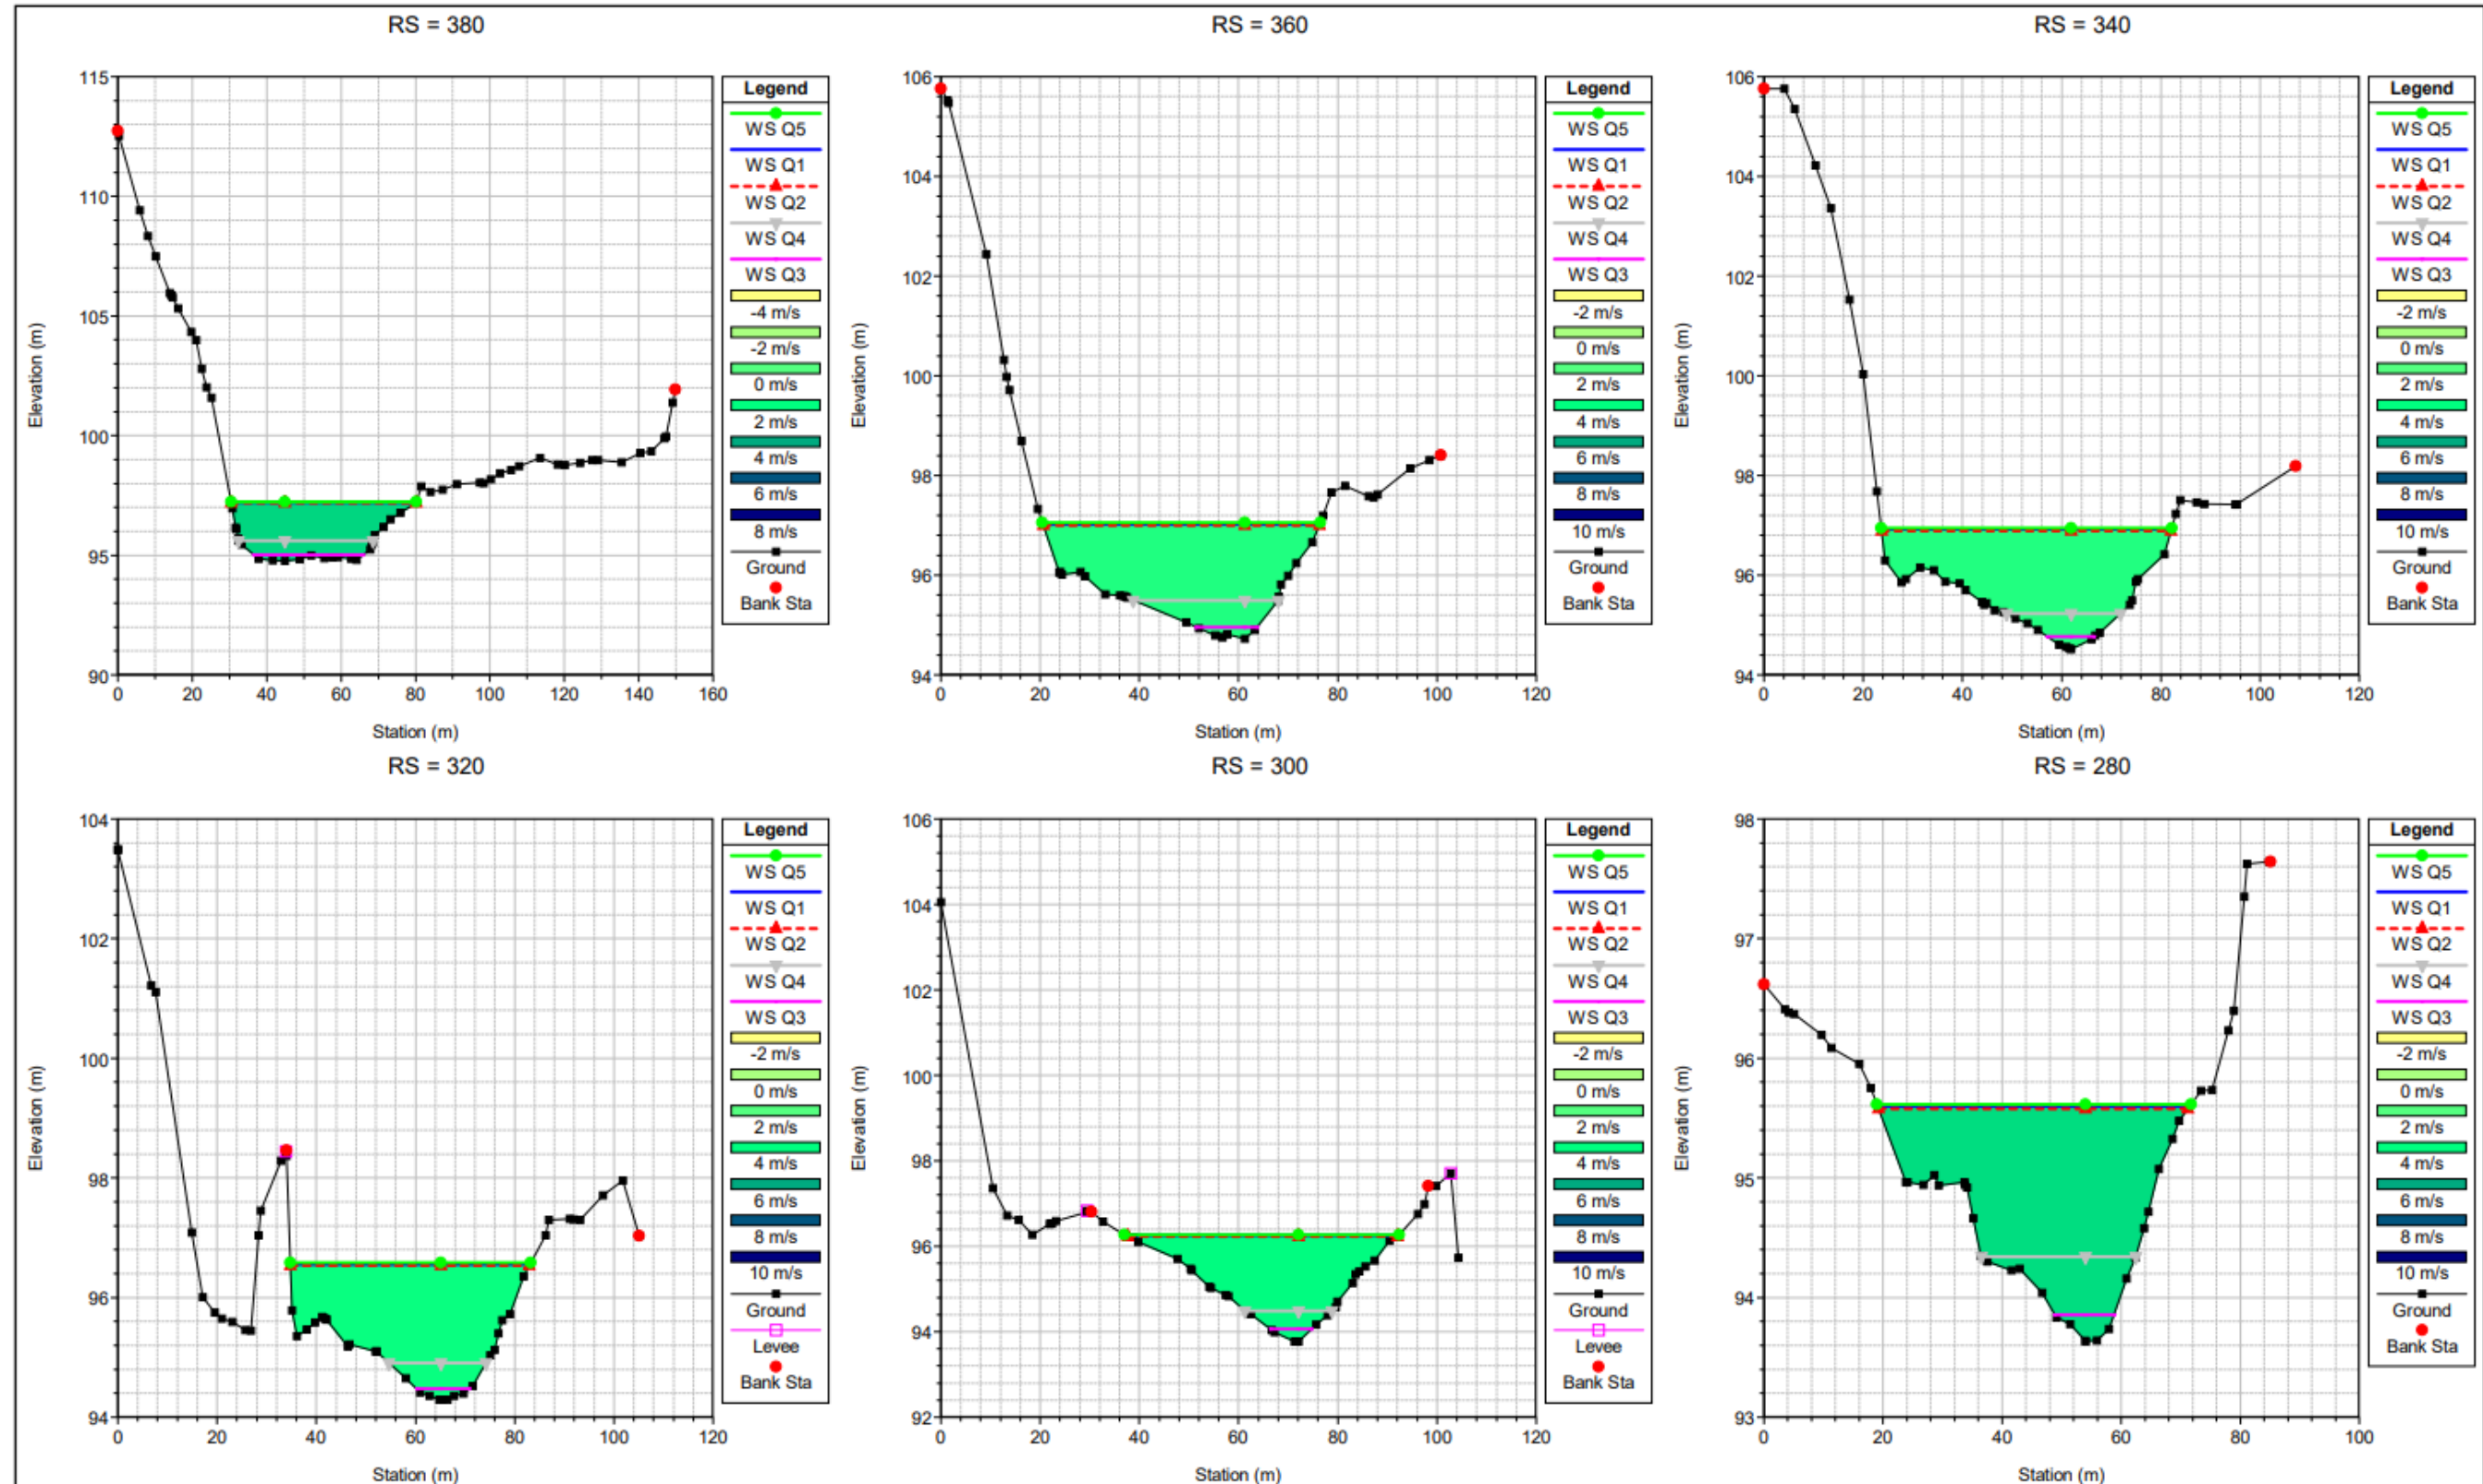 RS = 380
115
110
105
100
95
90
0 20 40 60 80 100 120 140 160
Elevation (m)
Station (m)
Legend
WS Q5
WS Q1
WS Q2
WS Q4
WS Q3
-4 m/s
-2 m/s
0 m/s
2 m/s
4 m/s
6 m/s
8 m/s
Ground
Bank Sta
RS = 360
106
104
102
100
98
96
94
0 20 40 60 80 100 120
Elevation (m)
Station (m)
Legend
WS Q5
WS Q1
WS Q2
WS Q4
WS Q3
-2 m/s
0 m/s
2 m/s
4 m/s
6 m/s
8 m/s
10 m/s
Ground
Bank Sta
RS = 340
106
104
102
100
98
96
94
0 20 40 60 80 100 120
Elevation (m)
Station (m)
Legend
WS Q5
WS Q1
WS Q2
WS Q4
WS Q3
-2 m/s
0 m/s
2 m/s
4 m/s
6 m/s
8 m/s
10 m/s
Ground
Bank Sta
RS = 320
104
102
100
98
96
94
0 20 40 60 80 100 120
Elevation (m)
Station (m)
Legend
WS Q5
WS Q1
WS Q2
WS Q4
WS Q3
-2 m/s
0 m/s
2 m/s
4 m/s
6 m/s
8 m/s
10 m/s
Ground
Levee
Bank Sta
RS = 300
106
104
102
100
98
96
94
92
0 20 40 60 80 100 120
Elevation (m)
Station (m)
Legend
WS Q5
WS Q1
WS Q2
WS Q4
WS Q3
-2 m/s
0 m/s
2 m/s
4 m/s
6 m/s
8 m/s
10 m/s
Ground
Levee
Bank Sta
RS = 280
98
97
96
95
94
93
0 20 40 60 80 100
Elevation (m)
Station (m)
Legend
WS Q5
WS Q1
WS Q2
WS Q4
WS Q3
-2 m/s
0 m/s
2 m/s
4 m/s
6 m/s
8 m/s
10 m/s
Ground
Bank Sta